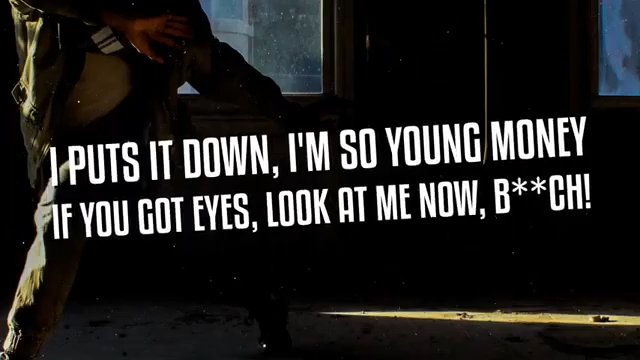 I PUTS IT DOWN, I'M SO YOUNG MONEY
IF YOU GOT EYES, LOOK AT ME NOW, B**CH!